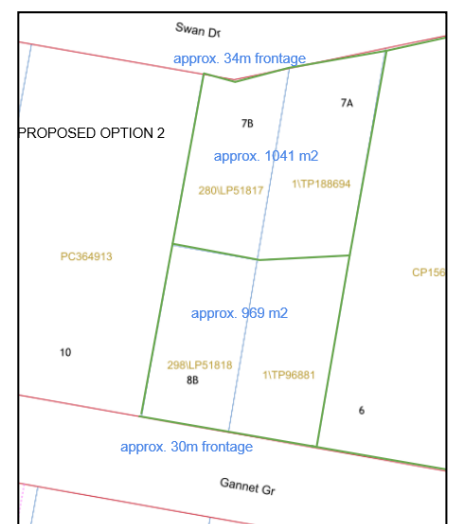 Swan Dr
approx. 34m frontage
7A
7B
PROPOSED OPTION 2
approx. 1041 m2
280\LP51817
1\TP188694
PC364913
CP156
approx. 969 m2
10
298\LP51818
8B
1\TP96881
6
approx. 30m frontage
Gannet Gr